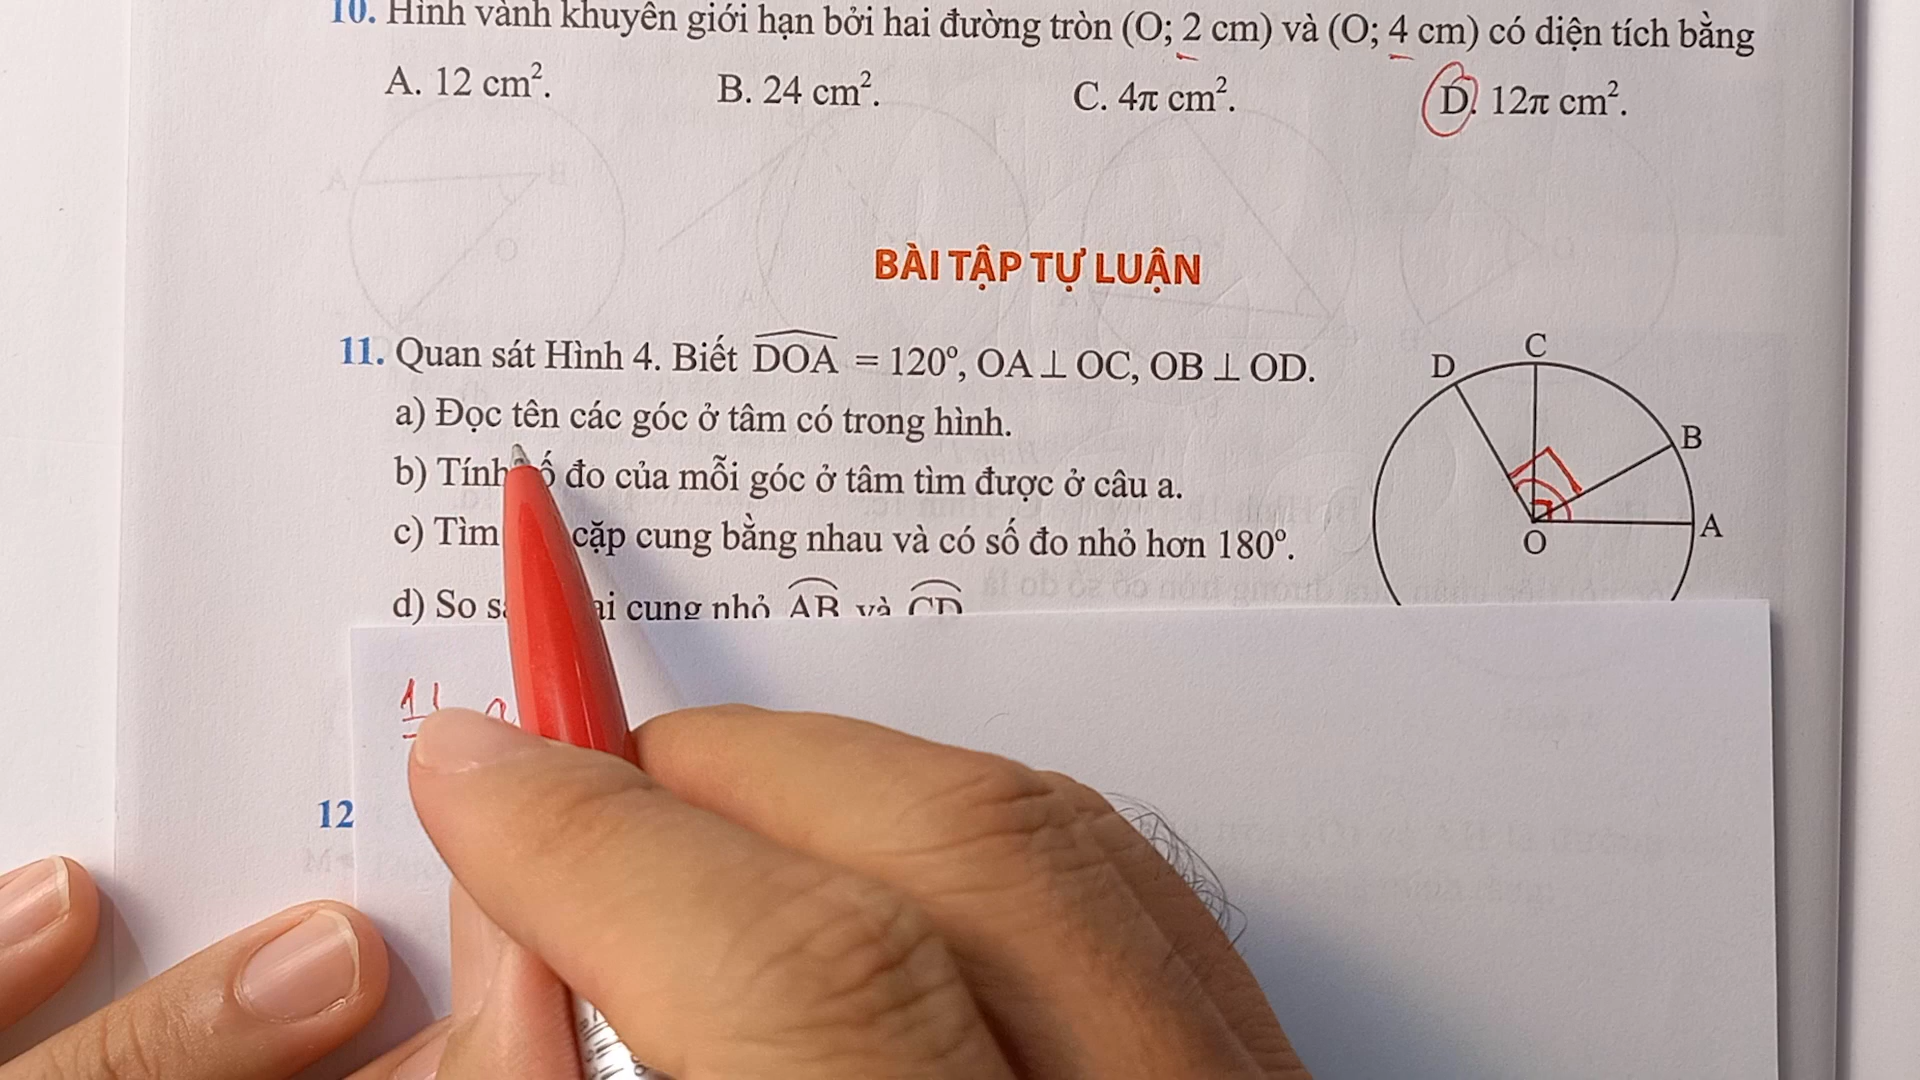 10. Hình vành khuyên giới hạn bởi hai đường tròn (O; 2 cm) và (O; 4 cm) có diện tích bằng
A. 12 cm². B. 24 cm². C. 4π cm². D. 12π cm².
BÀI TẬP TỰ LUẬN
11. Quan sát Hình 4. Biết \widehat{DOA} = 120º, OA ⊥ OC, OB ⊥ OD.
a) Đọc tên các góc ở tâm có trong hình.
b) Tính đo của mỗi góc ở tâm tìm được ở câu a.
c) Tìm cặp cung bằng nhau và có số đo nhỏ hơn 180º.
d) So cung nhỏ AB và CD
D
C
B
A
O
12